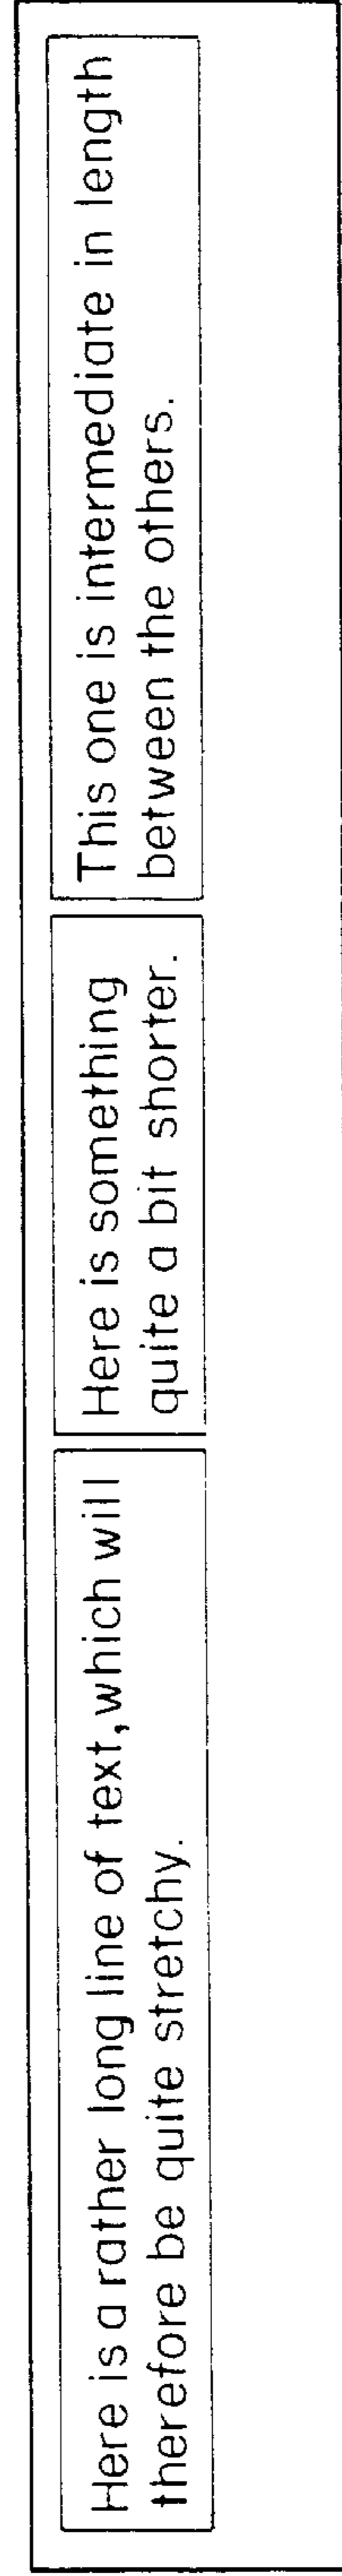 Here is a rather long line of text, which will
therefore be quite stretchy.
Here is something
quite a bit shorter.
This one is intermediate in length
between the others.